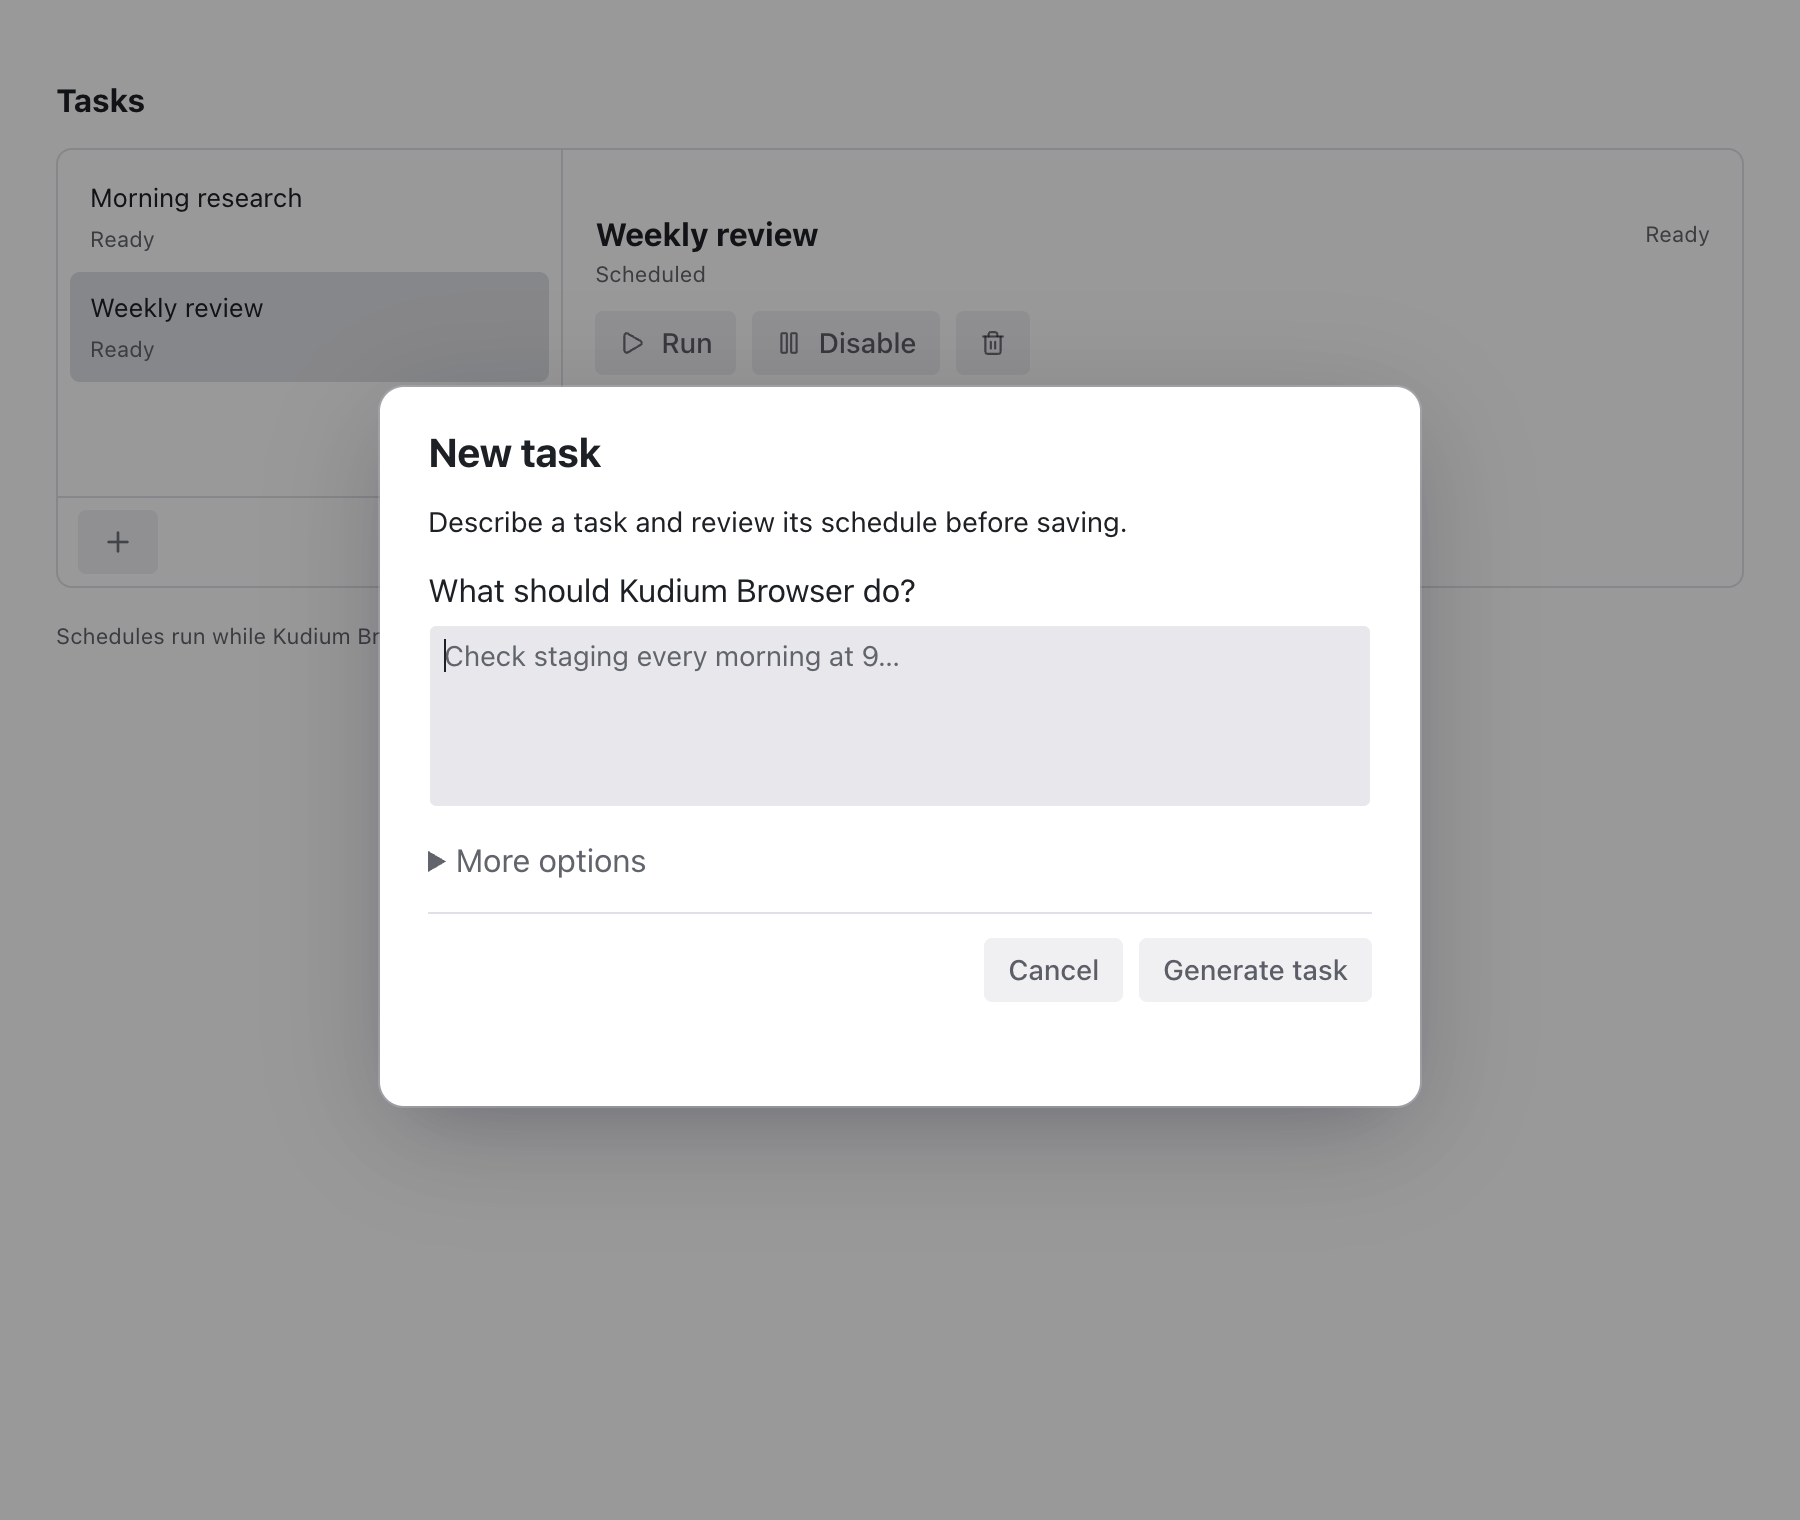 Tasks
Morning research
Ready
Weekly review
Ready
Weekly review
Scheduled
Ready
Run
Disable
Schedules run while Kudium
New task
Describe a task and review its schedule before saving.
What should Kudium Browser do?
Check staging every morning at 9...
More options
Cancel
Generate task